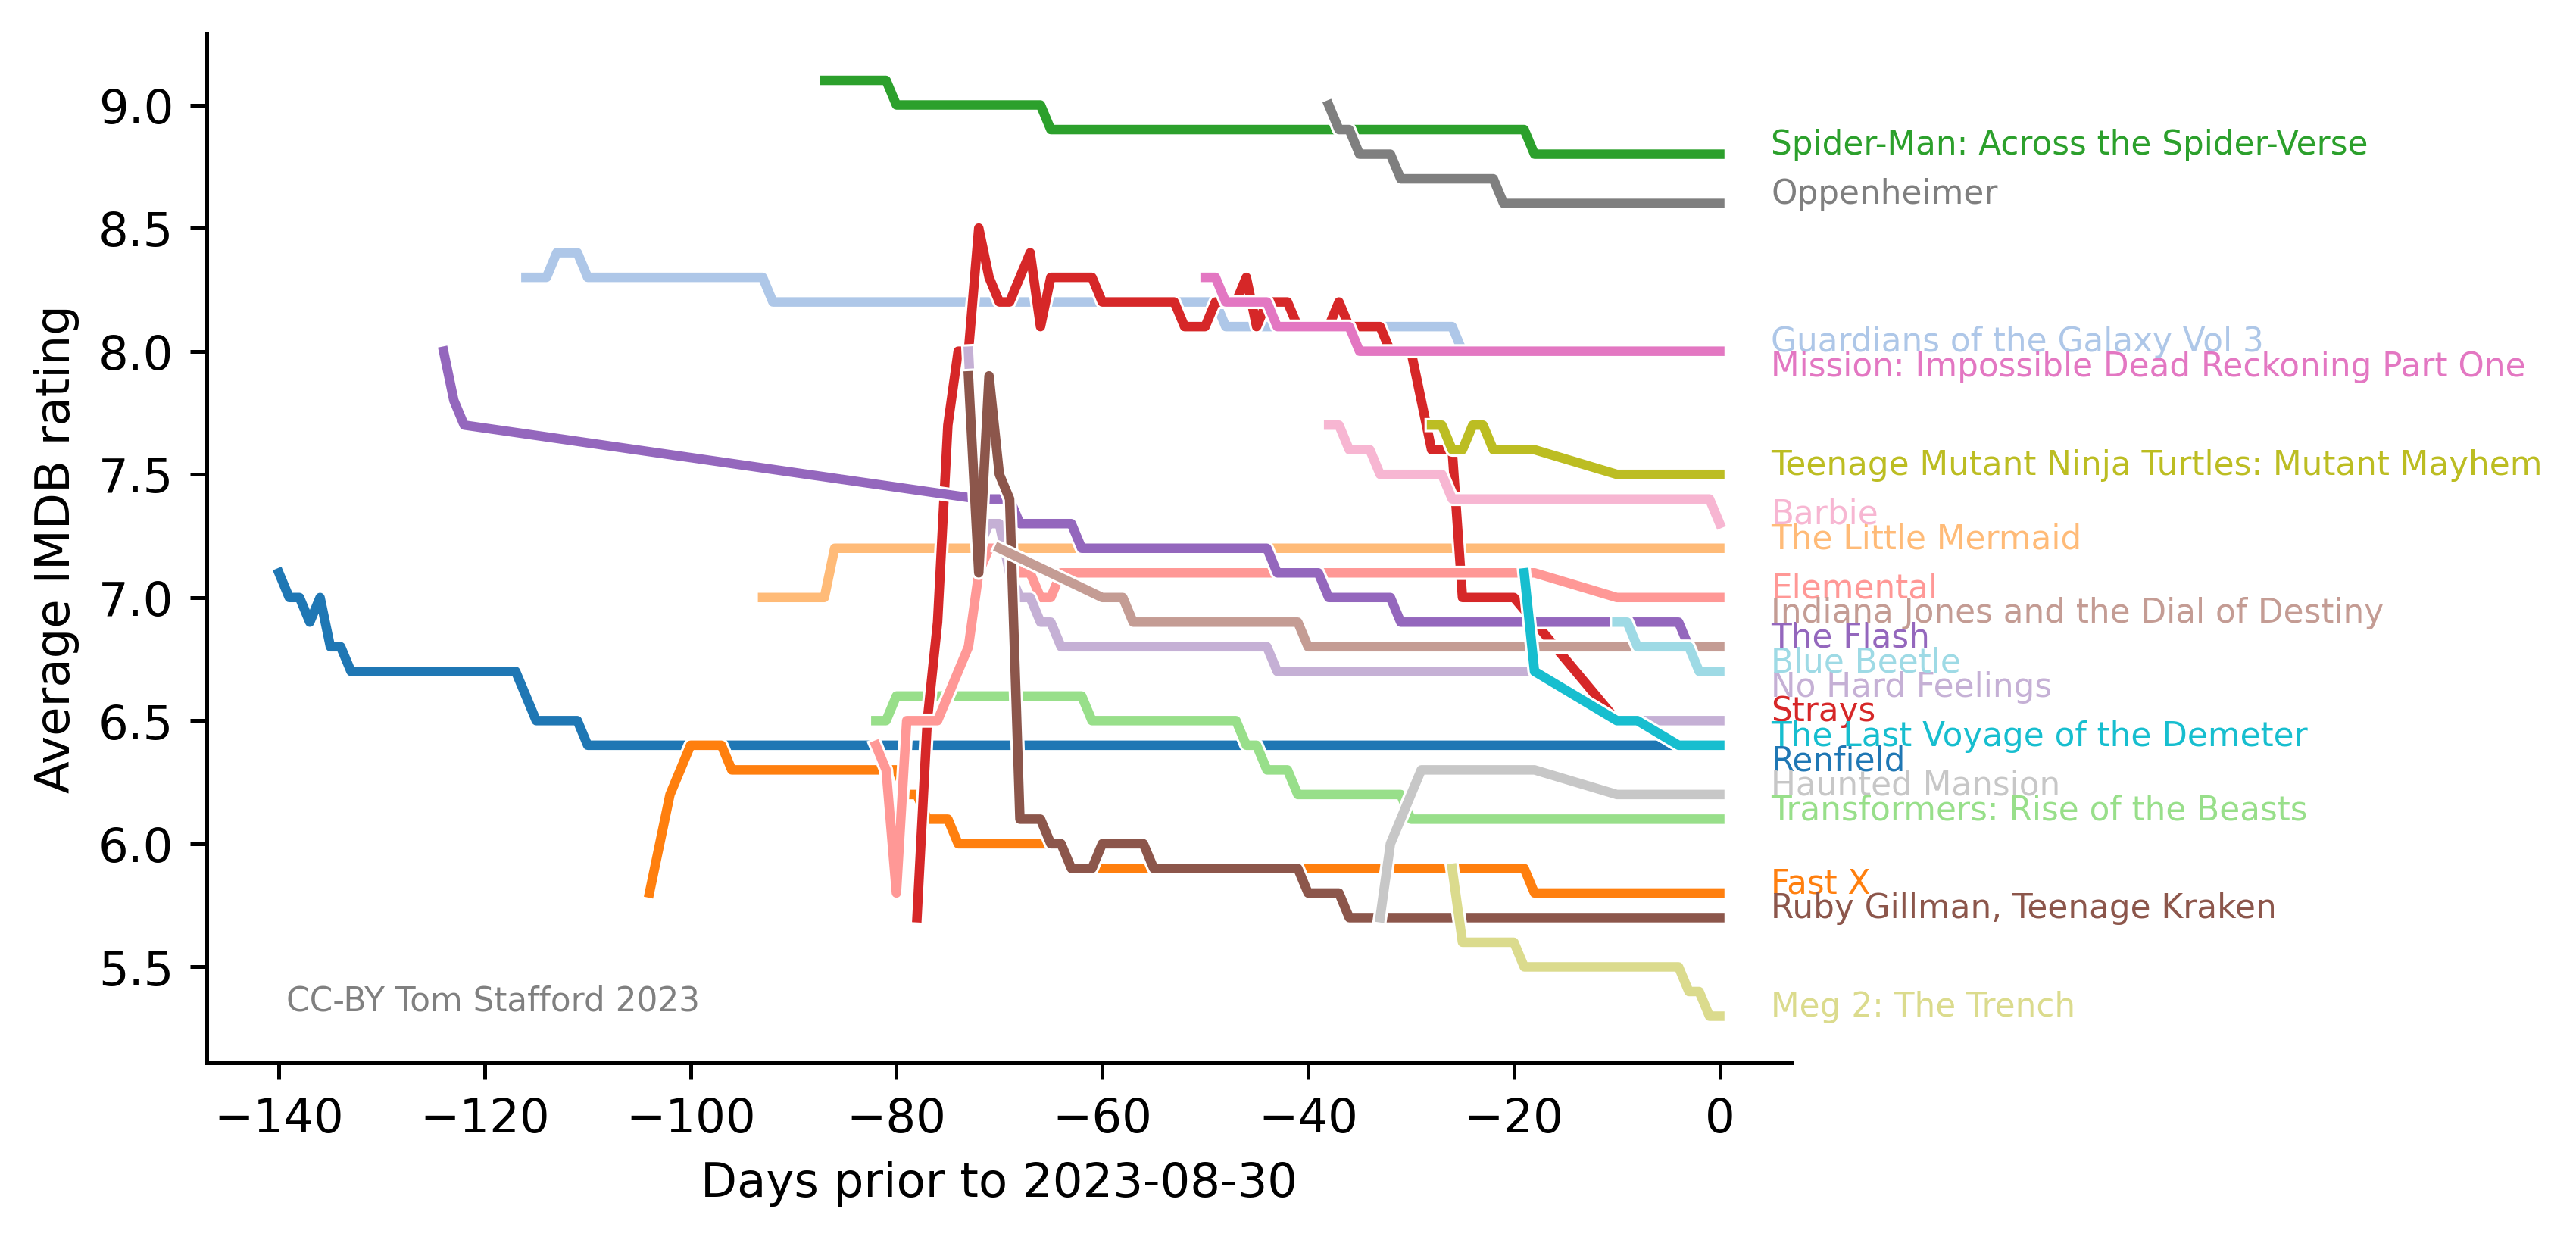 Average IMDB rating
9.0
8.5
8.0
7.5
7.0
6.5
6.0
5.5
−140
−120
−100
−80
−60
−40
−20
0
Days prior to 2023-08-30
CC-BY Tom Stafford 2023
Spider-Man: Across the Spider-Verse
Oppenheimer
Guardians of the Galaxy Vol 3
Mission: Impossible Dead Reckoning Part One
Teenage Mutant Ninja Turtles: Mutant Mayhem
Barbie
The Little Mermaid
Elemental
Indiana Jones and the Dial of Destiny
The Flash
Blue Beetle
No Hard Feelings
Strays
The Last Voyage of the Demeter
Renfield
Haunted Mansion
Transformers: Rise of the Beasts
Fast X
Ruby Gillman, Teenage Kraken
Meg 2: The Trench